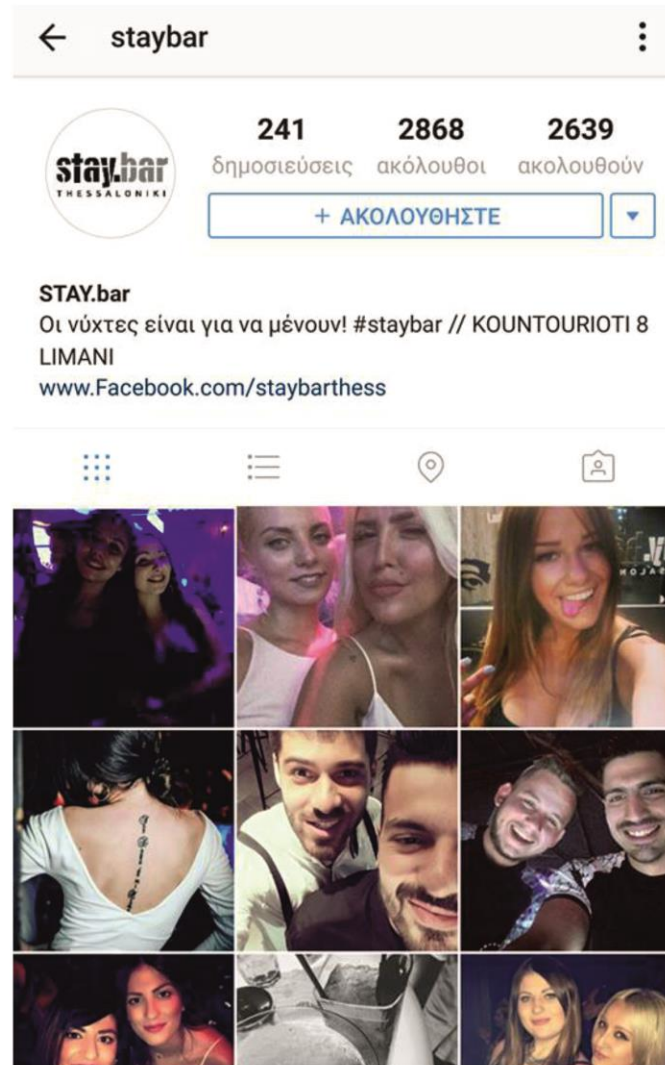 staybar
stay.bar
THESSALONIKI
241 2868 2639
δημοσιεύσεις ακόλουθοι ακολουθούν
+ ΑΚΟΛΟΥΘΗΣΤΕ
STAY.bar
Οι νύχτες είναι για να μένουν! #staybar // KOUNTOURIOTI 8
LIMANI
www.Facebook.com/staybarthess